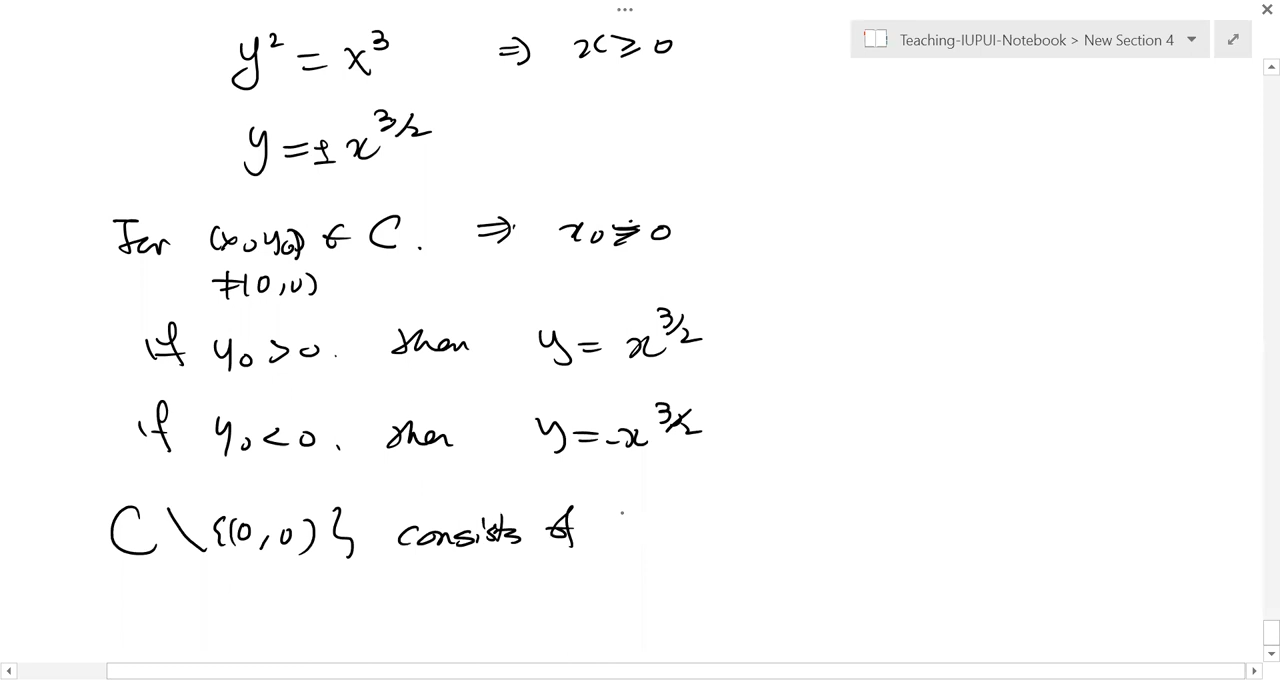 ...
Teaching-IUPUI-Notebook > New Section 4
y² = x³ ⇒ x ≥ 0
y = ± x^3/2
For (x₀, y₀) ∈ C. ⇒ x₀ ≠ 0
≠(0,0)
if y₀ > 0. then y = x^3/2
if y₀ < 0. then y = -x^3/2
C \ {(0,0)} consists of